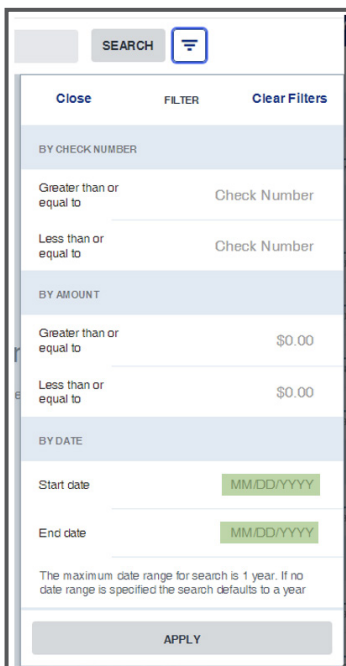 SEARCH
Close FILTER Clear Filters
BY CHECK NUMBER
Greater than or
equal to
Check Number
Less than or
equal to
Check Number
BY AMOUNT
Greater than or
equal to
$0.00
Less than or
equal to
$0.00
BY DATE
Start date MM/DD/YYYY
End date MM/DD/YYYY
The maximum date range for search is 1 year. If no
date range is specified the search defaults to a year
APPLY